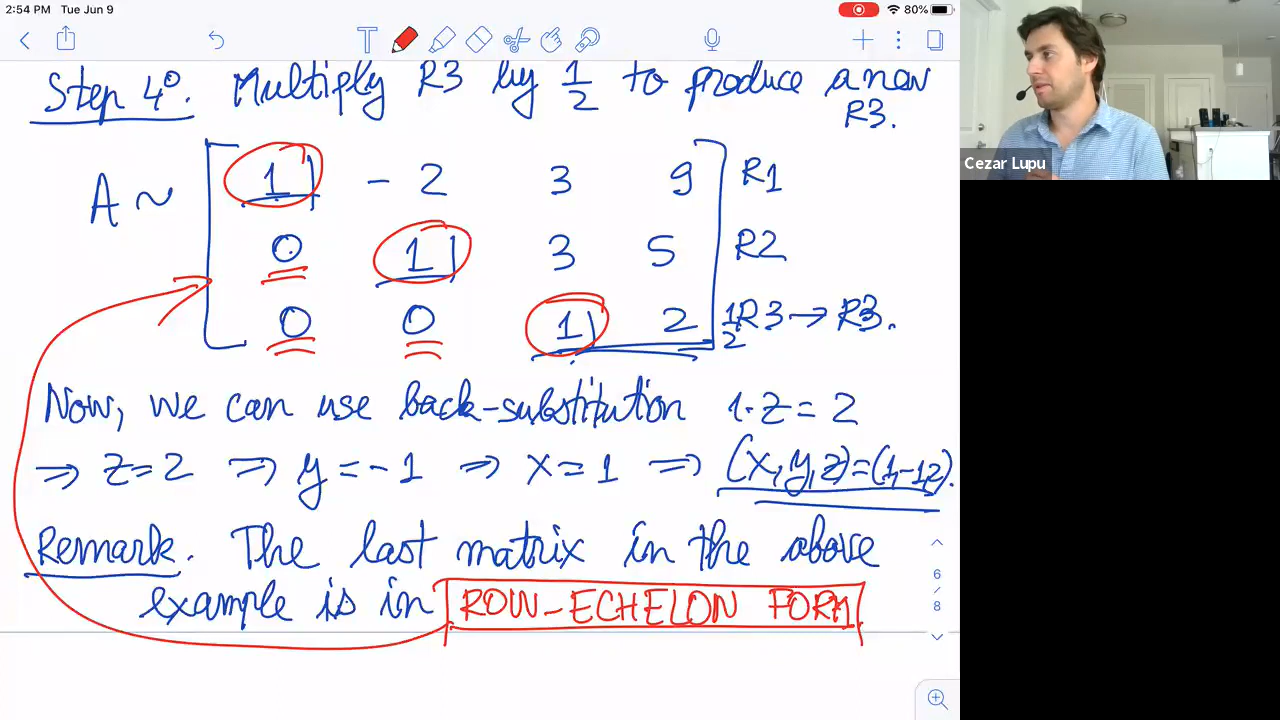 2:54 PM Tue Jun 9
80%
T
Step 4º. Multiply R3 by 1/2 to produce a new
R3.
A ~
1 -2 3 9 R1
0 1 3 5 R2
0 0 1 2 1/2 R3 → R3.
Now, we can use back-substitution 1·z = 2
⇒ z = 2 ⇒ y = -1 ⇒ x = 1 ⇒ (x,y,z)=(1,-1,2).
Remark. The last matrix in the above
example is in ROW-ECHELON FORM
6
/
8
Cezar Lupu